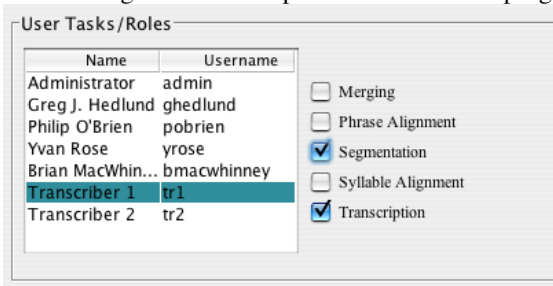 User Tasks/Roles
Name Username
Administrator admin
Greg J. Hedlund ghedlund
Philip O'Brien pobrien
Yvan Rose yrose
Brian MacWhin... bmacwhinney
Transcriber 1 tr1
Transcriber 2 tr2
Merging
Phrase Alignment
Segmentation
Syllable Alignment
Transcription